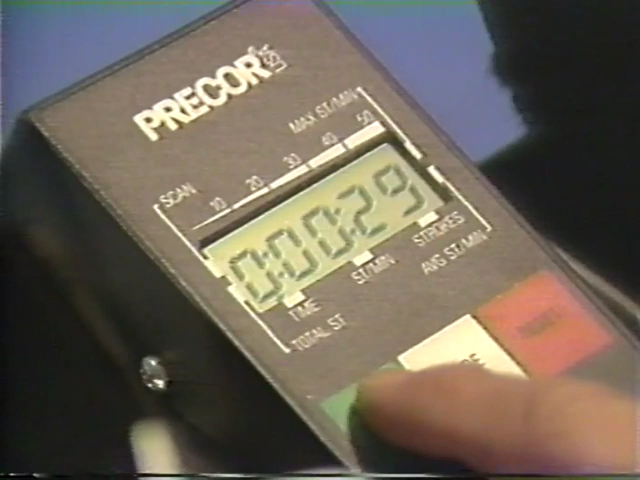 PRECOR USA
MAX ST/MIN
SCAN 10 20 30 40 50
0:00:29
TIME ST/MIN STROKES
TOTAL ST AVG ST/MIN